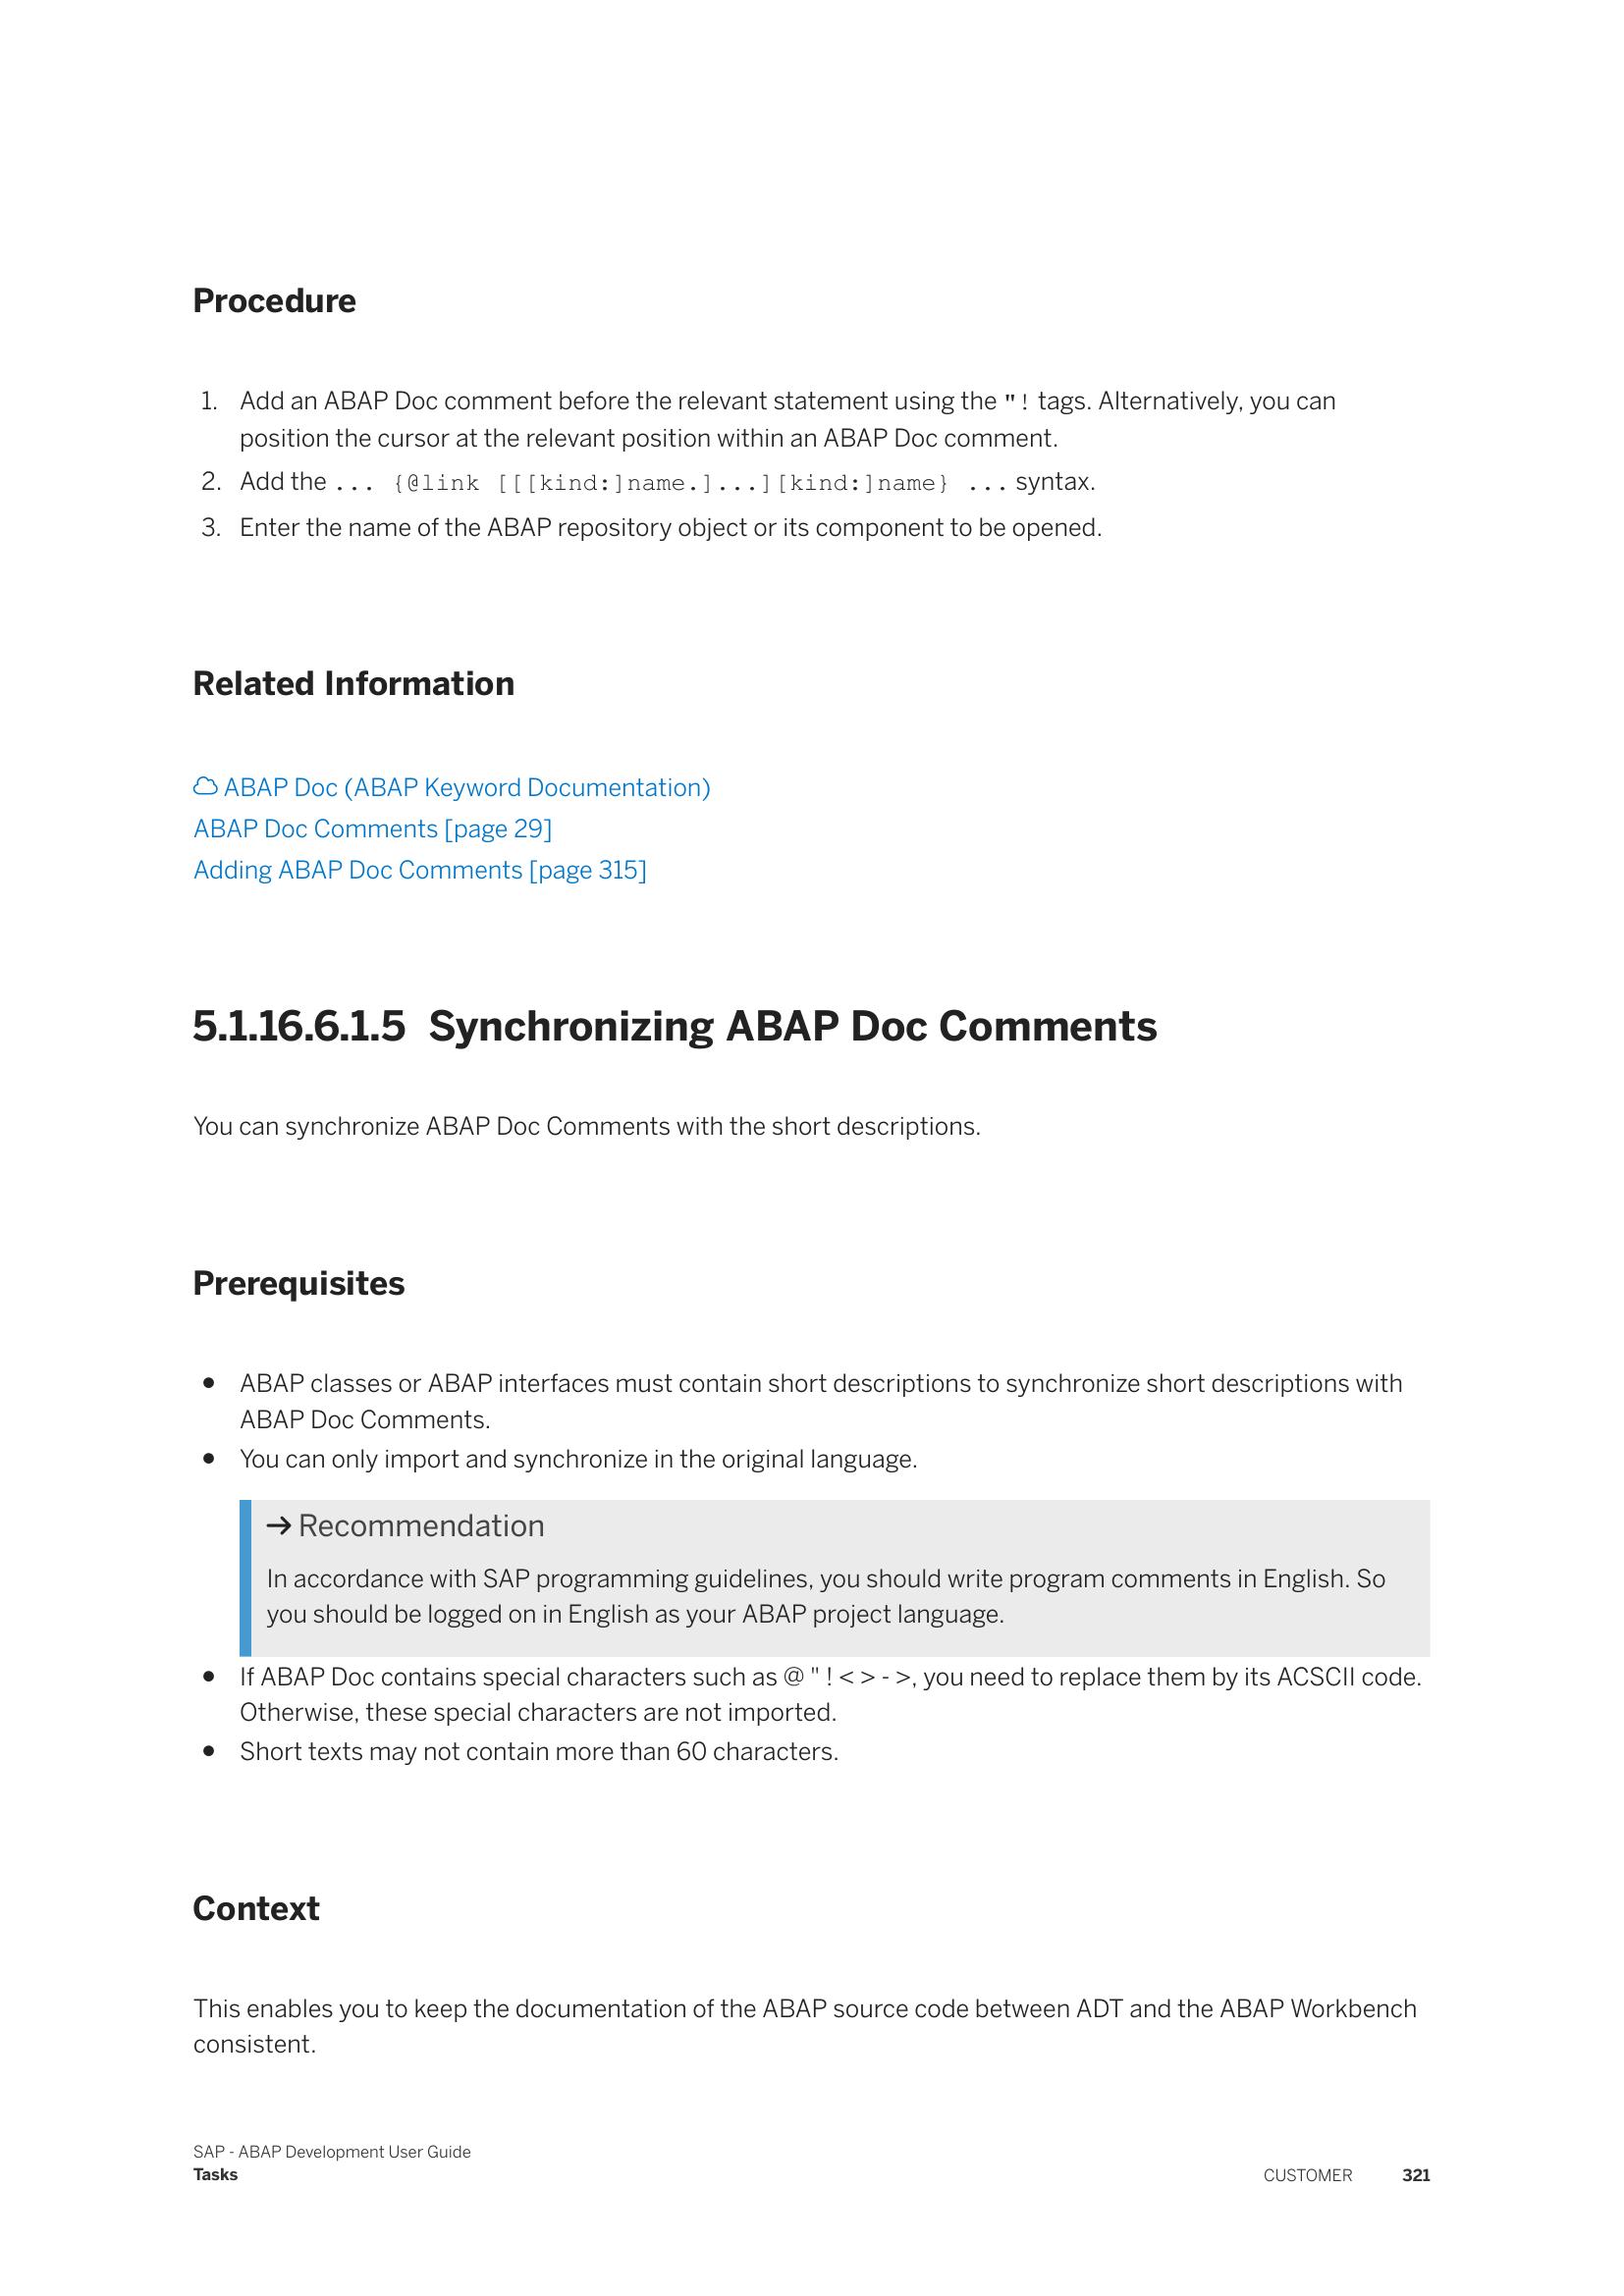 Procedure
1. Add an ABAP Doc comment before the relevant statement using the "! tags. Alternatively, you can
position the cursor at the relevant position within an ABAP Doc comment.
2. Add the ... {@link [[[kind:]name.]...][kind:]name} ... syntax.
3. Enter the name of the ABAP repository object or its component to be opened.
Related Information
ABAP Doc (ABAP Keyword Documentation)
ABAP Doc Comments [page 29]
Adding ABAP Doc Comments [page 315]
5.1.16.6.1.5 Synchronizing ABAP Doc Comments
You can synchronize ABAP Doc Comments with the short descriptions.
Prerequisites
● ABAP classes or ABAP interfaces must contain short descriptions to synchronize short descriptions with
ABAP Doc Comments.
● You can only import and synchronize in the original language.
→ Recommendation
In accordance with SAP programming guidelines, you should write program comments in English. So
you should be logged on in English as your ABAP project language.
● If ABAP Doc contains special characters such as @ " ! < > - >, you need to replace them by its ACSCII code.
Otherwise, these special characters are not imported.
● Short texts may not contain more than 60 characters.
Context
This enables you to keep the documentation of the ABAP source code between ADT and the ABAP Workbench
consistent.
SAP - ABAP Development User Guide
Tasks
CUSTOMER 321